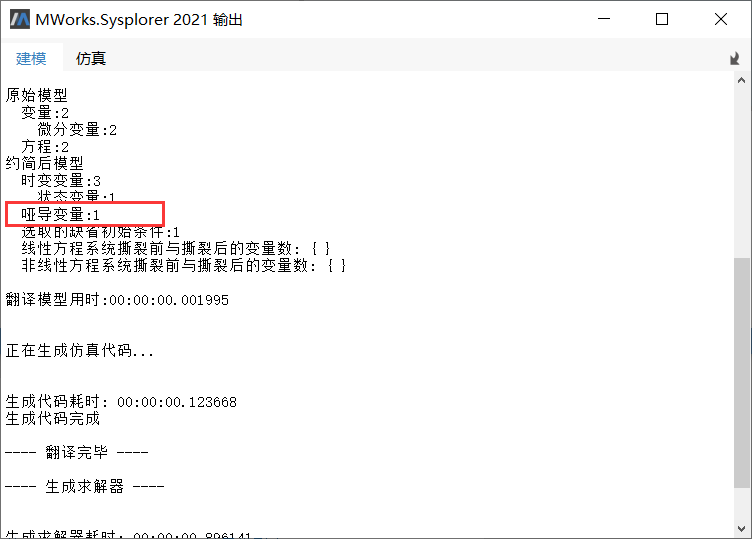 MWorks.Sysplorer 2021 输出
建模 仿真
原始模型
变量:2
微分变量:2
方程:2
约简后模型
时变变量:3
状态变量:1
哑导变量:1
选取的缺省初始条件:1
线性方程系统撕裂前与撕裂后的变量数: { }
非线性方程系统撕裂前与撕裂后的变量数: { }
翻译模型用时:00:00:00.001995
正在生成仿真代码...
生成代码耗时: 00:00:00.123668
生成代码完成
---- 翻译完毕 ----
---- 生成求解器 ----
生成求解器耗时: 00:00:00.896141